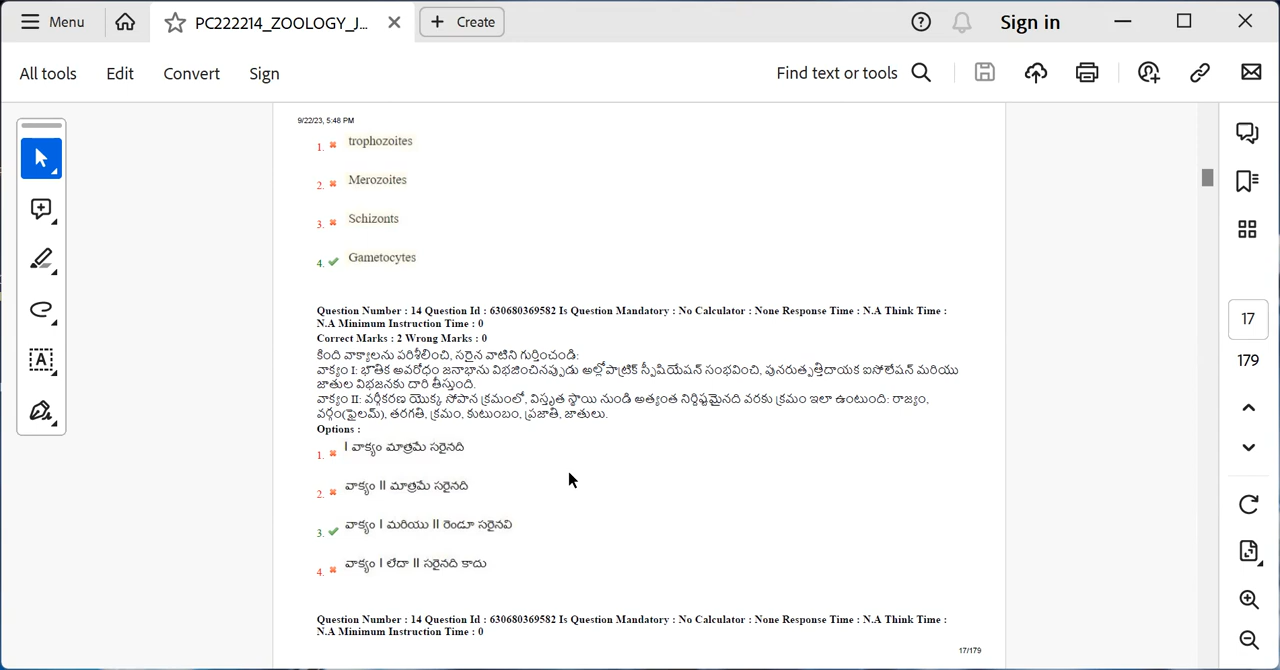 Menu
PC222214_ZOOLOGY_J...
Create
Sign in
All tools
Edit
Convert
Sign
Find text or tools
9/22/23, 5:48 PM
1. trophozoites
2. Merozoites
3. Schizonts
4. Gametocytes
Question Number : 14 Question Id : 630680369582 Is Question Mandatory : No Calculator : None Response Time : N.A Think Time :
N.A Minimum Instruction Time : 0
Correct Marks : 2 Wrong Marks : 0
కింది వాక్యాలను పరిశీలించి, సరైన వాటిని గుర్తించండి:
వాక్యం I: భౌతిక అవరోధం జనాభాను విభజించినప్పుడు అల్లోపాట్రిక్ స్పీషియేషన్ సంభవించి, పునరుత్పత్తిదాయక ఐసోలేషన్ మరియు
జాతుల విభజనకు దారి తీస్తుంది.
వాక్యం II: వర్గీకరణ యొక్క సోపాన క్రమంలో, విస్తృత స్థాయి నుండి అత్యంత నిర్దిష్టమైనది వరకు క్రమం ఇలా ఉంటుంది: రాజ్యం,
వర్గం(ఫైలమ్), తరగతి, క్రమం, కుటుంబం, ప్రజాతి, జాతులు.
Options :
1. I వాక్యం మాత్రమే సరైనది
2. వాక్యం II మాత్రమే సరైనది
3. వాక్యం I మరియు II రెండూ సరైనవి
4. వాక్యం I లేదా II సరైనది కాదు
Question Number : 14 Question Id : 630680369582 Is Question Mandatory : No Calculator : None Response Time : N.A Think Time :
N.A Minimum Instruction Time : 0
17/179
17
179